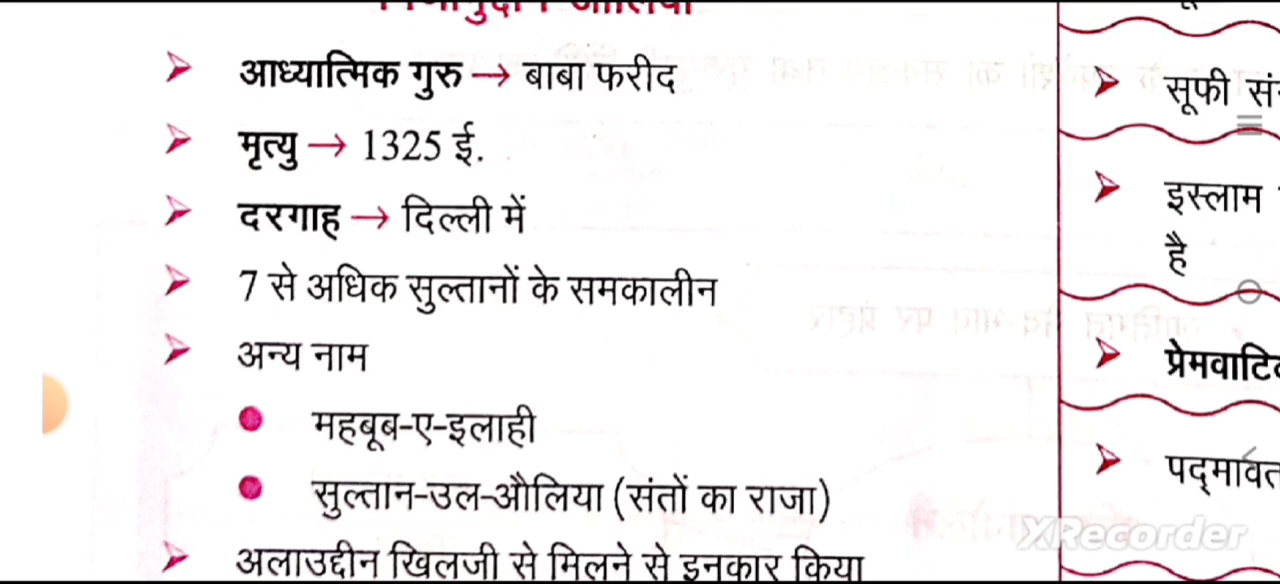 आध्यात्मिक गुरु → बाबा फरीद
मृत्यु → 1325 ई.
दरगाह → दिल्ली में
7 से अधिक सुल्तानों के समकालीन
अन्य नाम
महबूब-ए-इलाही
सुल्तान-उल-औलिया (संतों का राजा)
अलाउद्दीन खिलजी से मिलने से इनकार किया
सूफी
इस्लाम
है
पद्मावत
XRecorder